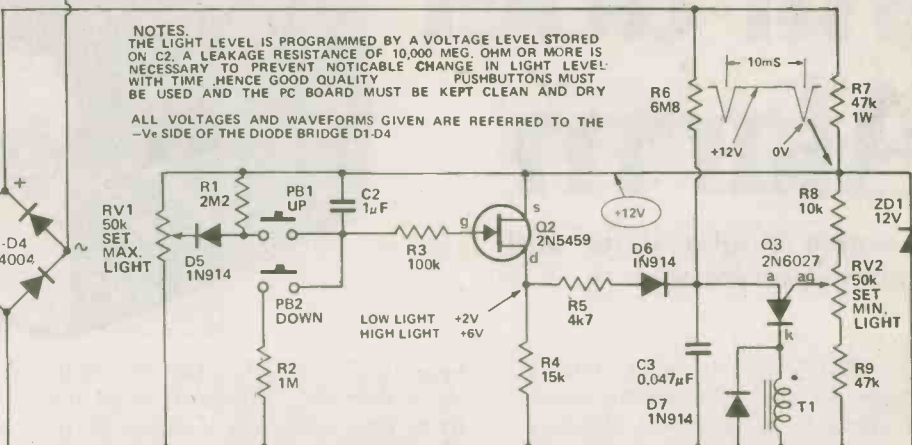 NOTES.
THE LIGHT LEVEL IS PROGRAMMED BY A VOLTAGE LEVEL STORED
ON C2. A LEAKAGE RESISTANCE OF 10,000 MEG. OHM OR MORE IS
NECESSARY TO PREVENT NOTICABLE CHANGE IN LIGHT LEVEL
WITH TIME ,HENCE GOOD QUALITY PUSHBUTTONS MUST
BE USED AND THE PC BOARD MUST BE KEPT CLEAN AND DRY
ALL VOLTAGES AND WAVEFORMS GIVEN ARE REFERRED TO THE
–Ve SIDE OF THE DIODE BRIDGE D1-D4
10mS
R6
6M8
R7
47k
1W
+12V
0V
+
-D4
4004
~
RV1
50k
SET
MAX.
LIGHT
R1
2M2
D5
1N914
PB1
UP
PB2
DOWN
C2
1µF
R2
1M
R3
100k
g
s
d
Q2
2N5459
+12V
LOW LIGHT +2V
HIGH LIGHT +6V
R5
4k7
D6
IN914
R4
15k
C3
0.047µF
D7
1N914
Q3
2N6027
a
ag
k
T1
R8
10k
RV2
50k
SET
MIN.
LIGHT
R9
47k
ZD1
12V